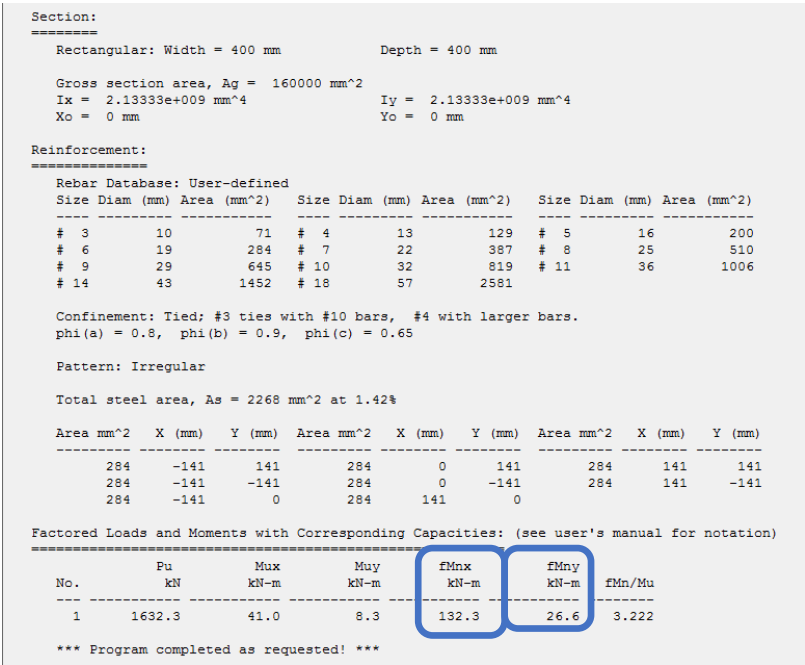 Section:
========
Rectangular: Width = 400 mm Depth = 400 mm
Gross section area, Ag = 160000 mm^2
Ix = 2.13333e+009 mm^4 Iy = 2.13333e+009 mm^4
Xo = 0 mm Yo = 0 mm
Reinforcement:
==============
Rebar Database: User-defined
Size Diam (mm) Area (mm^2) Size Diam (mm) Area (mm^2) Size Diam (mm) Area (mm^2)
---- --------- ----------- ---- --------- ----------- ---- --------- -----------
# 3 10 71 # 4 13 129 # 5 16 200
# 6 19 284 # 7 22 387 # 8 25 510
# 9 29 645 # 10 32 819 # 11 36 1006
# 14 43 1452 # 18 57 2581
Confinement: Tied; #3 ties with #10 bars, #4 with larger bars.
phi(a) = 0.8, phi(b) = 0.9, phi(c) = 0.65
Pattern: Irregular
Total steel area, As = 2268 mm^2 at 1.42%
Area mm^2 X (mm) Y (mm) Area mm^2 X (mm) Y (mm) Area mm^2 X (mm) Y (mm)
--------- -------- -------- --------- -------- -------- --------- -------- --------
284 -141 141 284 0 141 284 141 141
284 -141 -141 284 0 -141 284 141 -141
284 -141 0 284 141 0
Factored Loads and Moments with Corresponding Capacities: (see user's manual for notation)
=========================================================
Pu Mux Muy fMnx fMny
No. kN kN-m kN-m kN-m kN-m fMn/Mu
--- ----------- ----------- ----------- ----------- ----------- --------
1 1632.3 41.0 8.3 132.3 26.6 3.222
*** Program completed as requested! ***